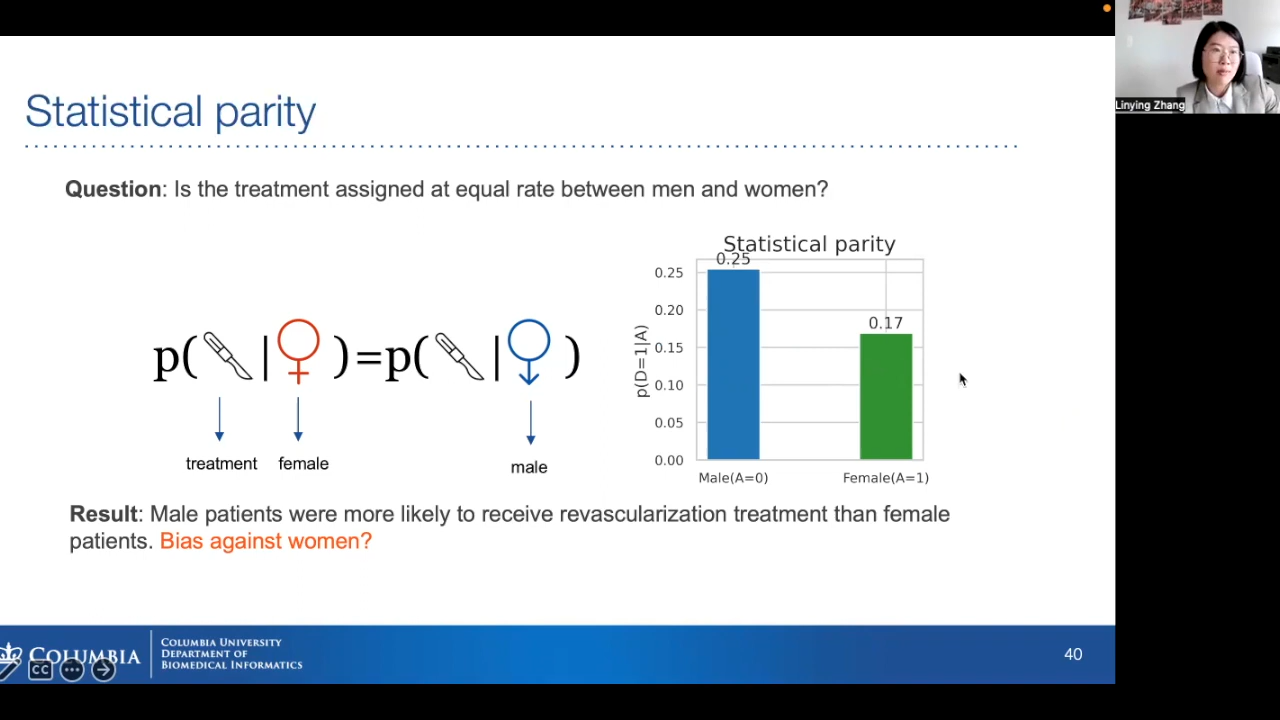 Statistical parity
Question: Is the treatment assigned at equal rate between men and women?
p( | )=p( | )
treatment
female
male
Statistical parity
0.25
0.17
0.25
0.20
0.15
0.10
0.05
0.00
p(D=1|A)
Male(A=0)
Female(A=1)
Result: Male patients were more likely to receive revascularization treatment than female
patients. Bias against women?
COLUMBIA
COLUMBIA UNIVERSITY
DEPARTMENT OF
BIOMEDICAL INFORMATICS
CC
40
Linying Zhang